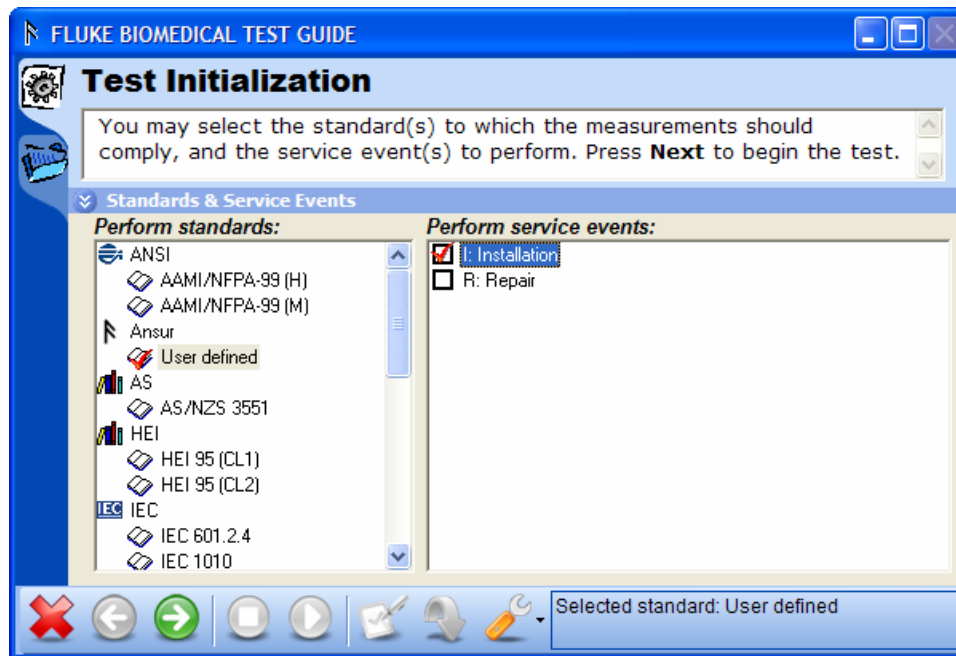 FLUKE BIOMEDICAL TEST GUIDE
Test Initialization
You may select the standard(s) to which the measurements should
comply, and the service event(s) to perform. Press Next to begin the test.
Standards & Service Events
Perform standards:
ANSI
AAMI/NFPA-99 (H)
AAMI/NFPA-99 (M)
Ansur
User defined
AS
AS/NZS 3551
HEI
HEI 95 (CL1)
HEI 95 (CL2)
IEC IEC
IEC 601.2.4
IEC 1010
Perform service events:
I: Installation
R: Repair
Selected standard: User defined